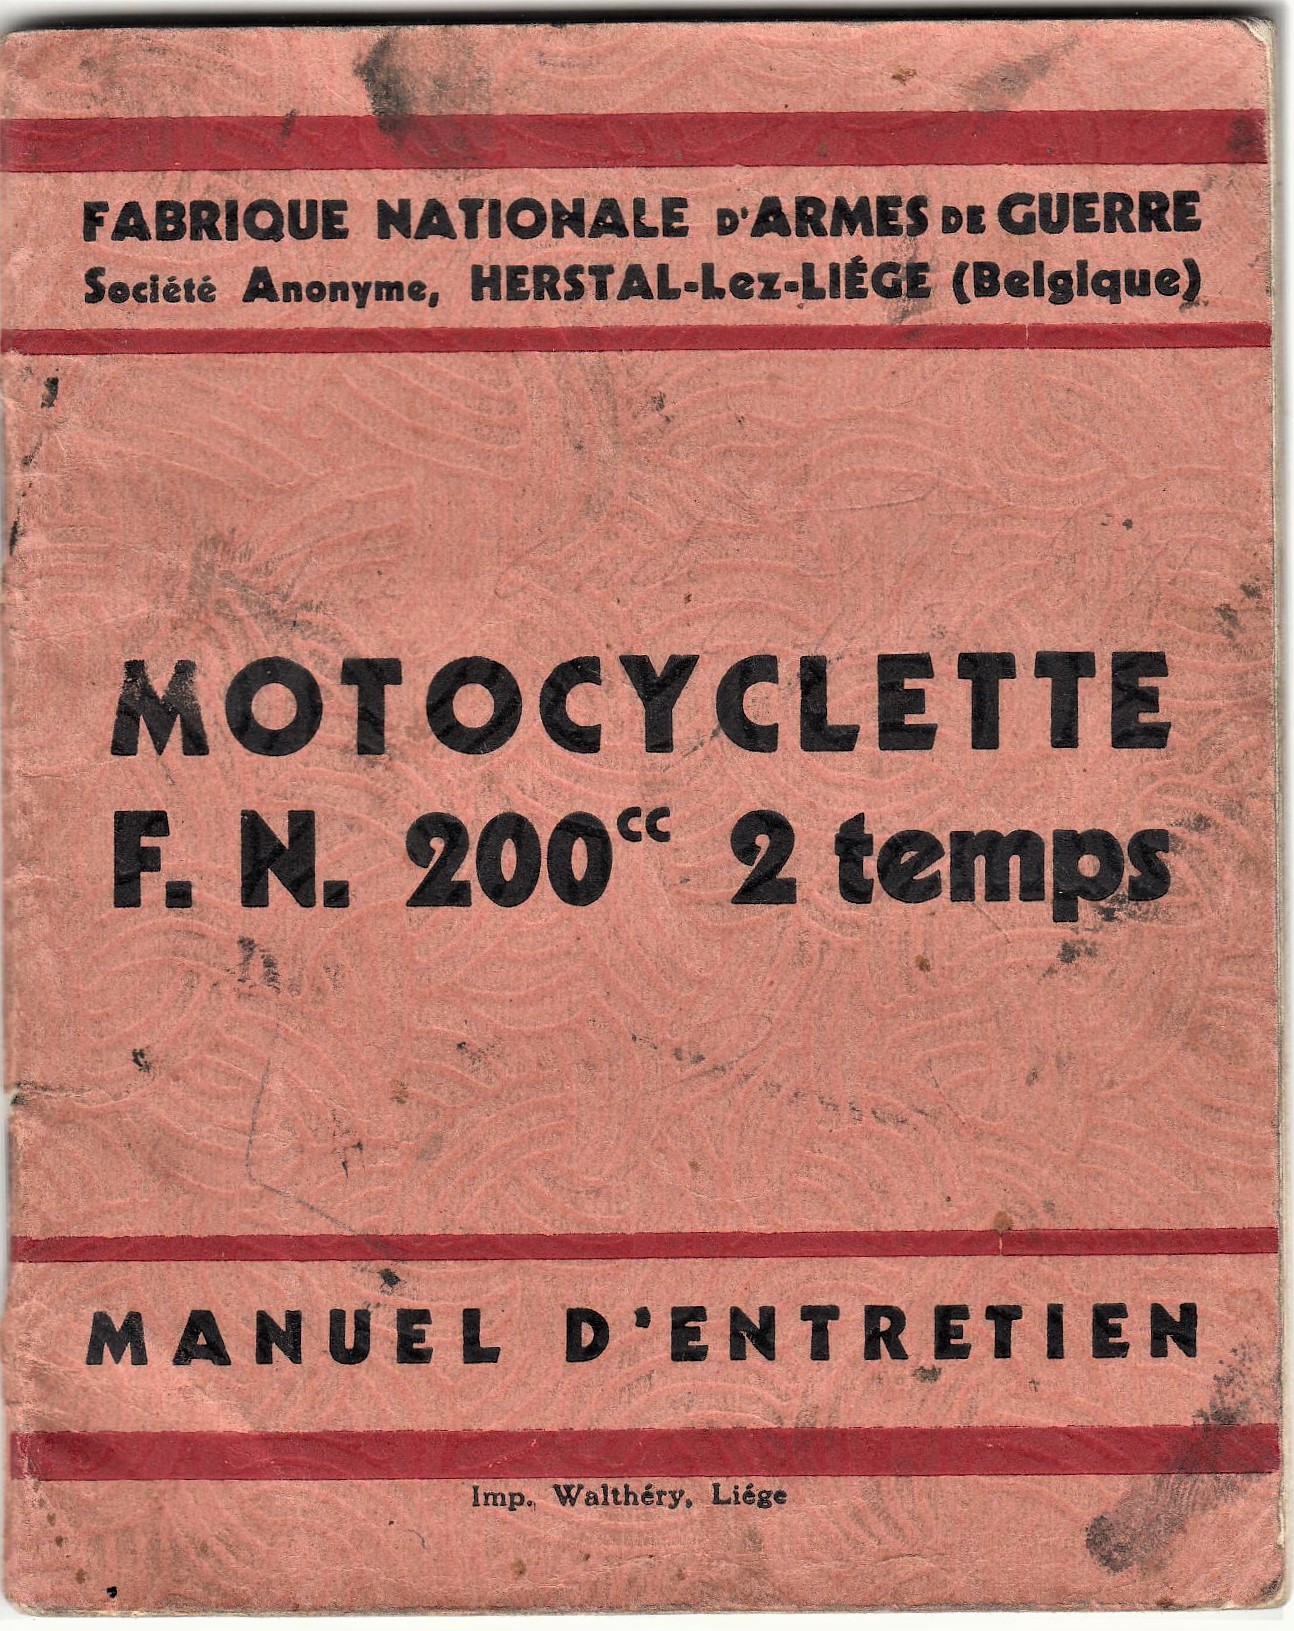 FABRIQUE NATIONALE D'ARMES DE GUERRE
Société Anonyme, HERSTAL-Lez-LIÉGE (Belgique)
MOTOCYCLETTE
F. N. 200cc 2 temps
MANUEL D'ENTRETIEN
Imp. Walthéry, Liége